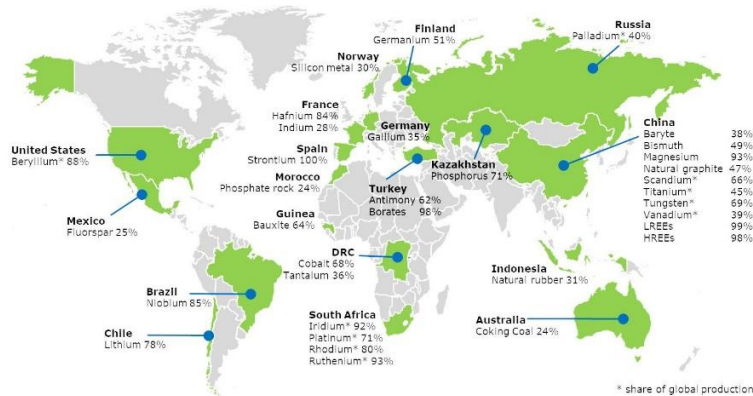 Finland
Germanium 51%
Russia
Palladium* 40%
Norway
Silicon metal 30%
France
Hafnium 84%
Indium 28%
Germany
Gallium 35%
China
Baryte 38%
Bismuth 49%
Magnesium 93%
Natural graphite 47%
Scandium* 66%
Titanium* 45%
Tungsten* 69%
Vanadium* 39%
LREEs 99%
HREEs 98%
United States
Beryllium* 88%
Spain
Strontium 100%
Kazakhstan
Phosphorus 71%
Morocco
Phosphate rock 24%
Turkey
Antimony 62%
Borates 98%
Mexico
Fluorspar 25%
Guinea
Bauxite 64%
DRC
Cobalt 68%
Tantalum 36%
Indonesia
Natural rubber 31%
Brazil
Niobium 85%
South Africa
Iridium* 92%
Platinum* 71%
Rhodium* 80%
Ruthenium* 93%
Australia
Coking Coal 24%
Chile
Lithium 78%
* share of global production